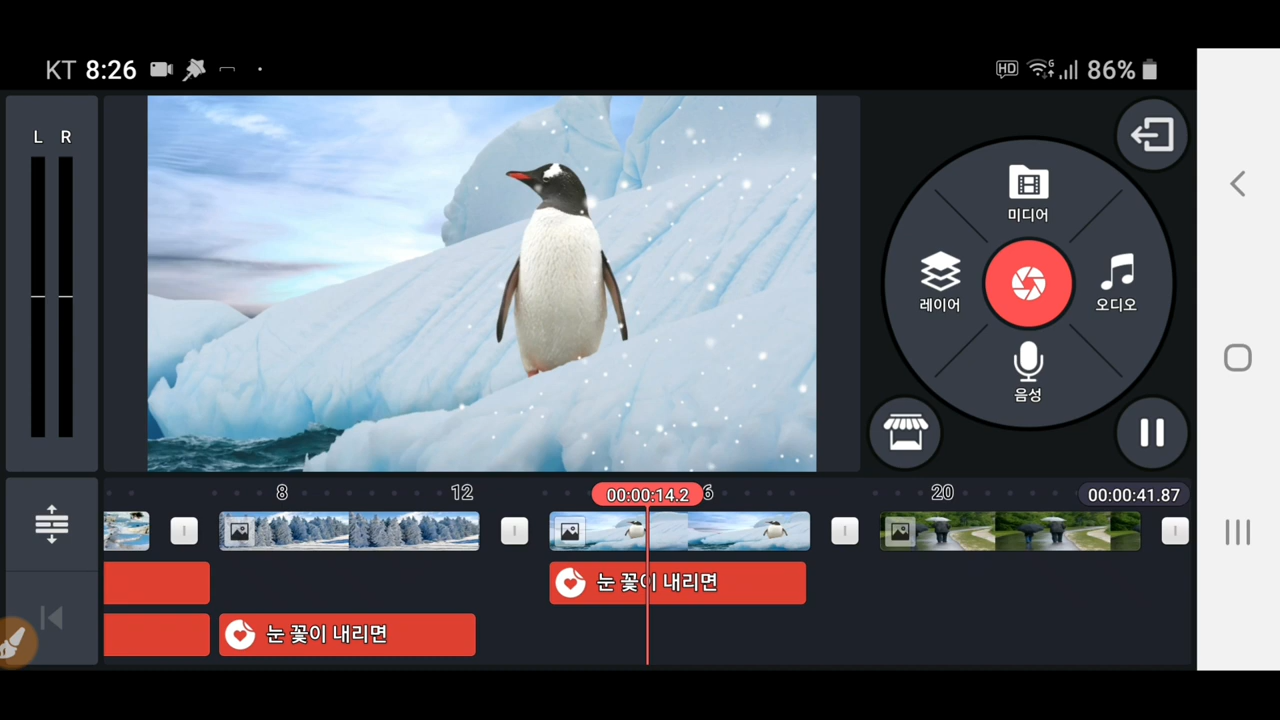 KT 8:26
HD 6 86%
L R
미디어
레이어
오디오
음성
8 12 00:00:14.2 6 20 00:00:41.87
눈 꽃이 내리면
눈 꽃이 내리면